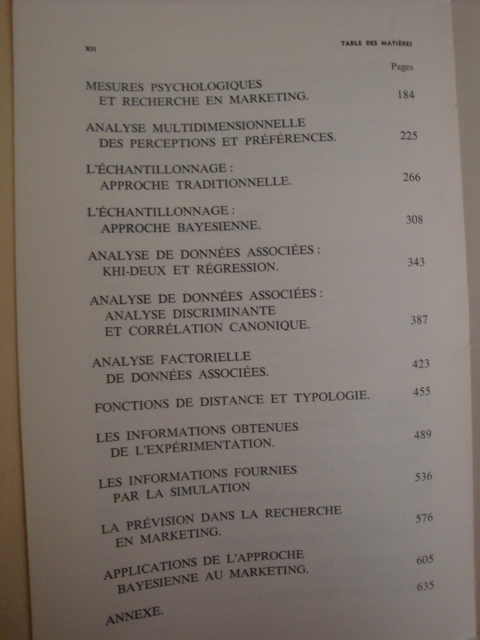 XII TABLE DES MATIÈRES
Pages
MESURES PSYCHOLOGIQUES
ET RECHERCHE EN MARKETING. 184
ANALYSE MULTIDIMENSIONNELLE
DES PERCEPTIONS ET PRÉFÉRENCES. 225
L'ÉCHANTILLONNAGE :
APPROCHE TRADITIONNELLE. 266
L'ÉCHANTILLONNAGE :
APPROCHE BAYESIENNE. 308
ANALYSE DE DONNÉES ASSOCIÉES :
KHI-DEUX ET RÉGRESSION. 343
ANALYSE DE DONNÉES ASSOCIÉES :
ANALYSE DISCRIMINANTE
ET CORRÉLATION CANONIQUE. 387
ANALYSE FACTORIELLE
DE DONNÉES ASSOCIÉES. 423
FONCTIONS DE DISTANCE ET TYPOLOGIE. 455
LES INFORMATIONS OBTENUES
DE L'EXPÉRIMENTATION. 489
LES INFORMATIONS FOURNIES
PAR LA SIMULATION 536
LA PRÉVISION DANS LA RECHERCHE
EN MARKETING. 576
APPLICATIONS DE L'APPROCHE
BAYESIENNE AU MARKETING. 605
ANNEXE. 635